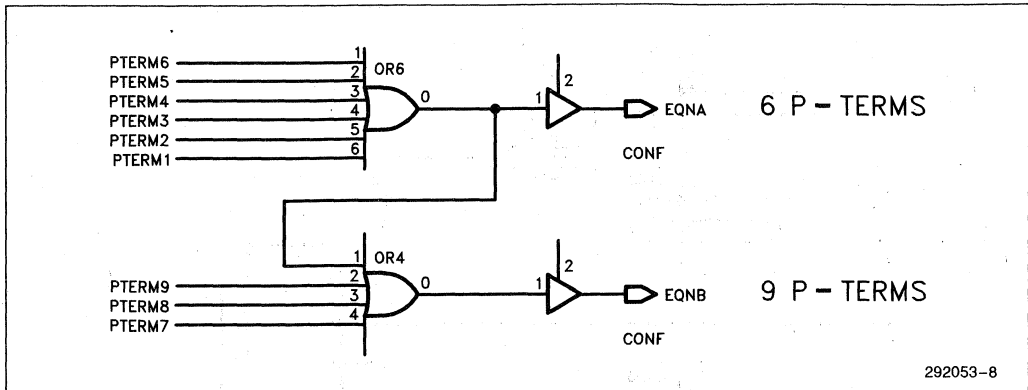 PTERM6 1
PTERM5 2 OR6 2
PTERM4 3 0 1 EQNA 6 P-TERMS
PTERM3 4
PTERM2 5
PTERM1 6 CONF
1 OR4 2
PTERM9 2 0 1 EQNB 9 P-TERMS
PTERM8 3
PTERM7 4
CONF
292053-8